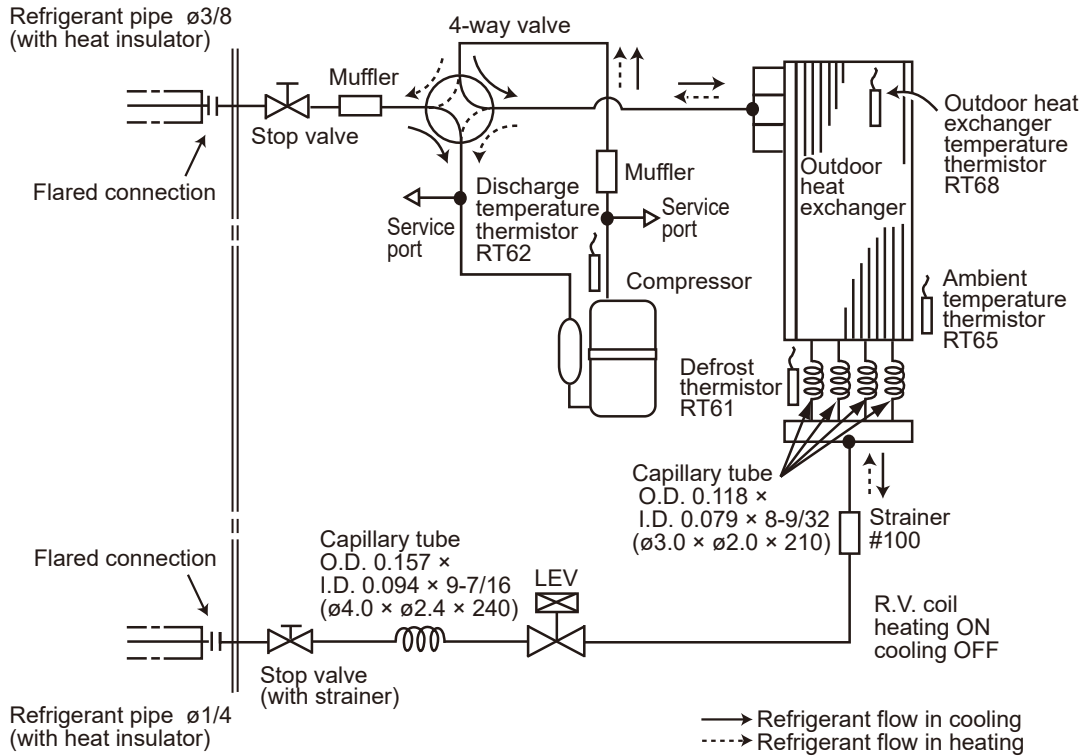 Refrigerant pipe ø3/8
(with heat insulator)
4-way valve
Muffler
Stop valve
Flared connection
Service
port
Discharge
temperature
thermistor
RT62
Muffler
Service
port
Compressor
Outdoor
heat
exchanger
Outdoor heat
exchanger
temperature
thermistor
RT68
Ambient
temperature
thermistor
RT65
Defrost
thermistor
RT61
Capillary tube
O.D. 0.118 ×
I.D. 0.079 × 8-9/32
(ø3.0 × ø2.0 × 210)
Strainer
#100
Flared connection
Capillary tube
O.D. 0.157 ×
I.D. 0.094 × 9-7/16
(ø4.0 × ø2.4 × 240)
LEV
R.V. coil
heating ON
cooling OFF
Stop valve
(with strainer)
Refrigerant pipe ø1/4
(with heat insulator)
Refrigerant flow in cooling
Refrigerant flow in heating